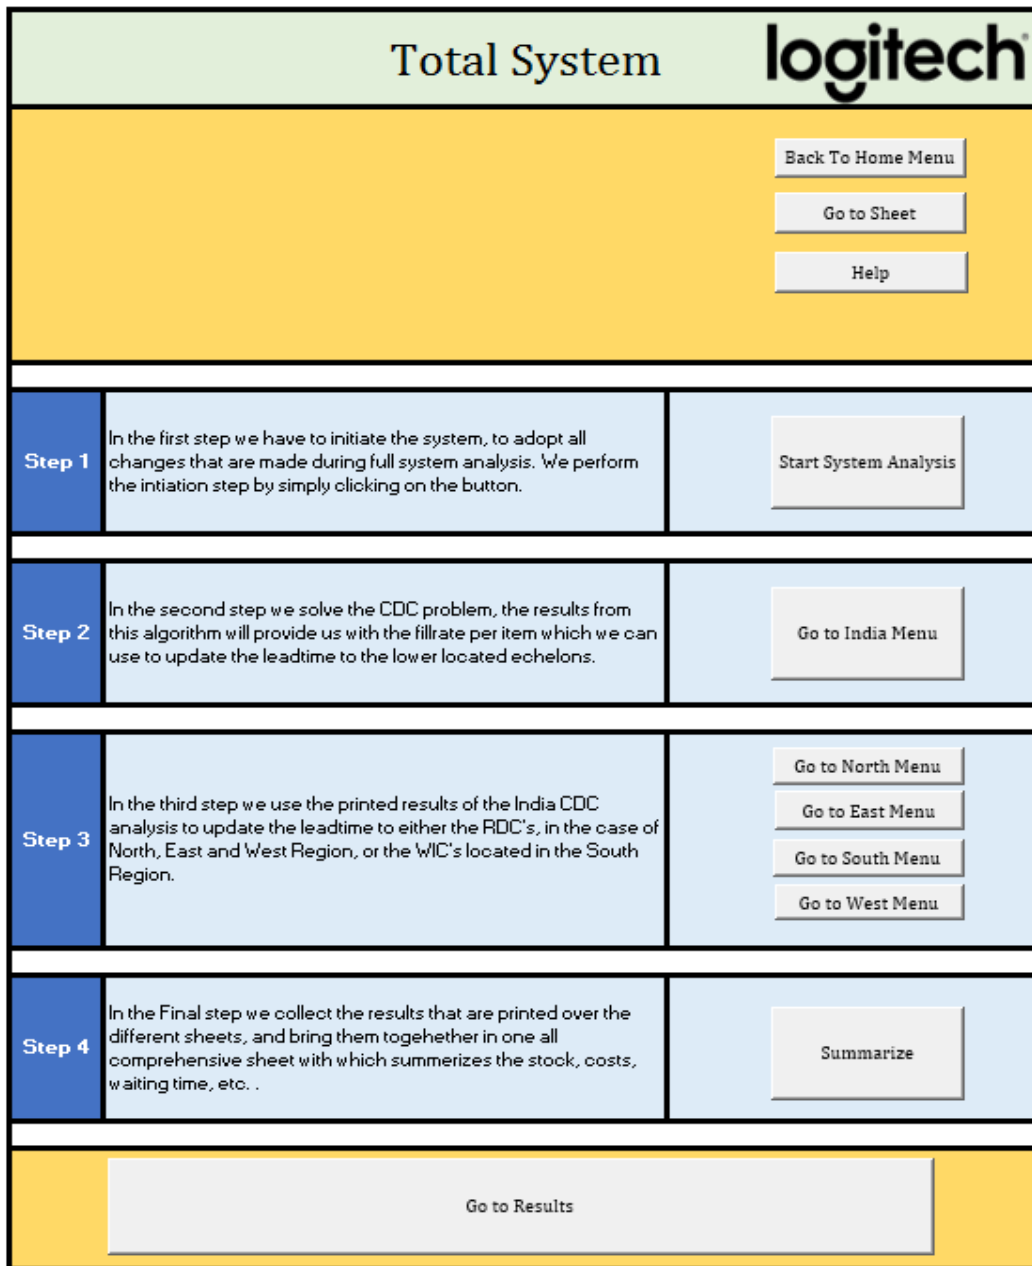 Total System
logitech
Back To Home Menu
Go to Sheet
Help
Step 1
In the first step we have to initiate the system, to adopt all
changes that are made during full system analysis. We perform
the intiation step by simply clicking on the button.
Start System Analysis
Step 2
In the second step we solve the CDC problem, the results from
this algorithm will provide us with the fillrate per item which we can
use to update the leadtime to the lower located echelons.
Go to India Menu
Step 3
In the third step we use the printed results of the India CDC
analysis to update the leadtime to either the RDC's, in the case of
North, East and West Region, or the WIC's located in the South
Region.
Go to North Menu
Go to East Menu
Go to South Menu
Go to West Menu
Step 4
In the Final step we collect the results that are printed over the
different sheets, and bring them togehether in one all
comprehensive sheet with which summerizes the stock, costs,
waiting time, etc. .
Summarize
Go to Results